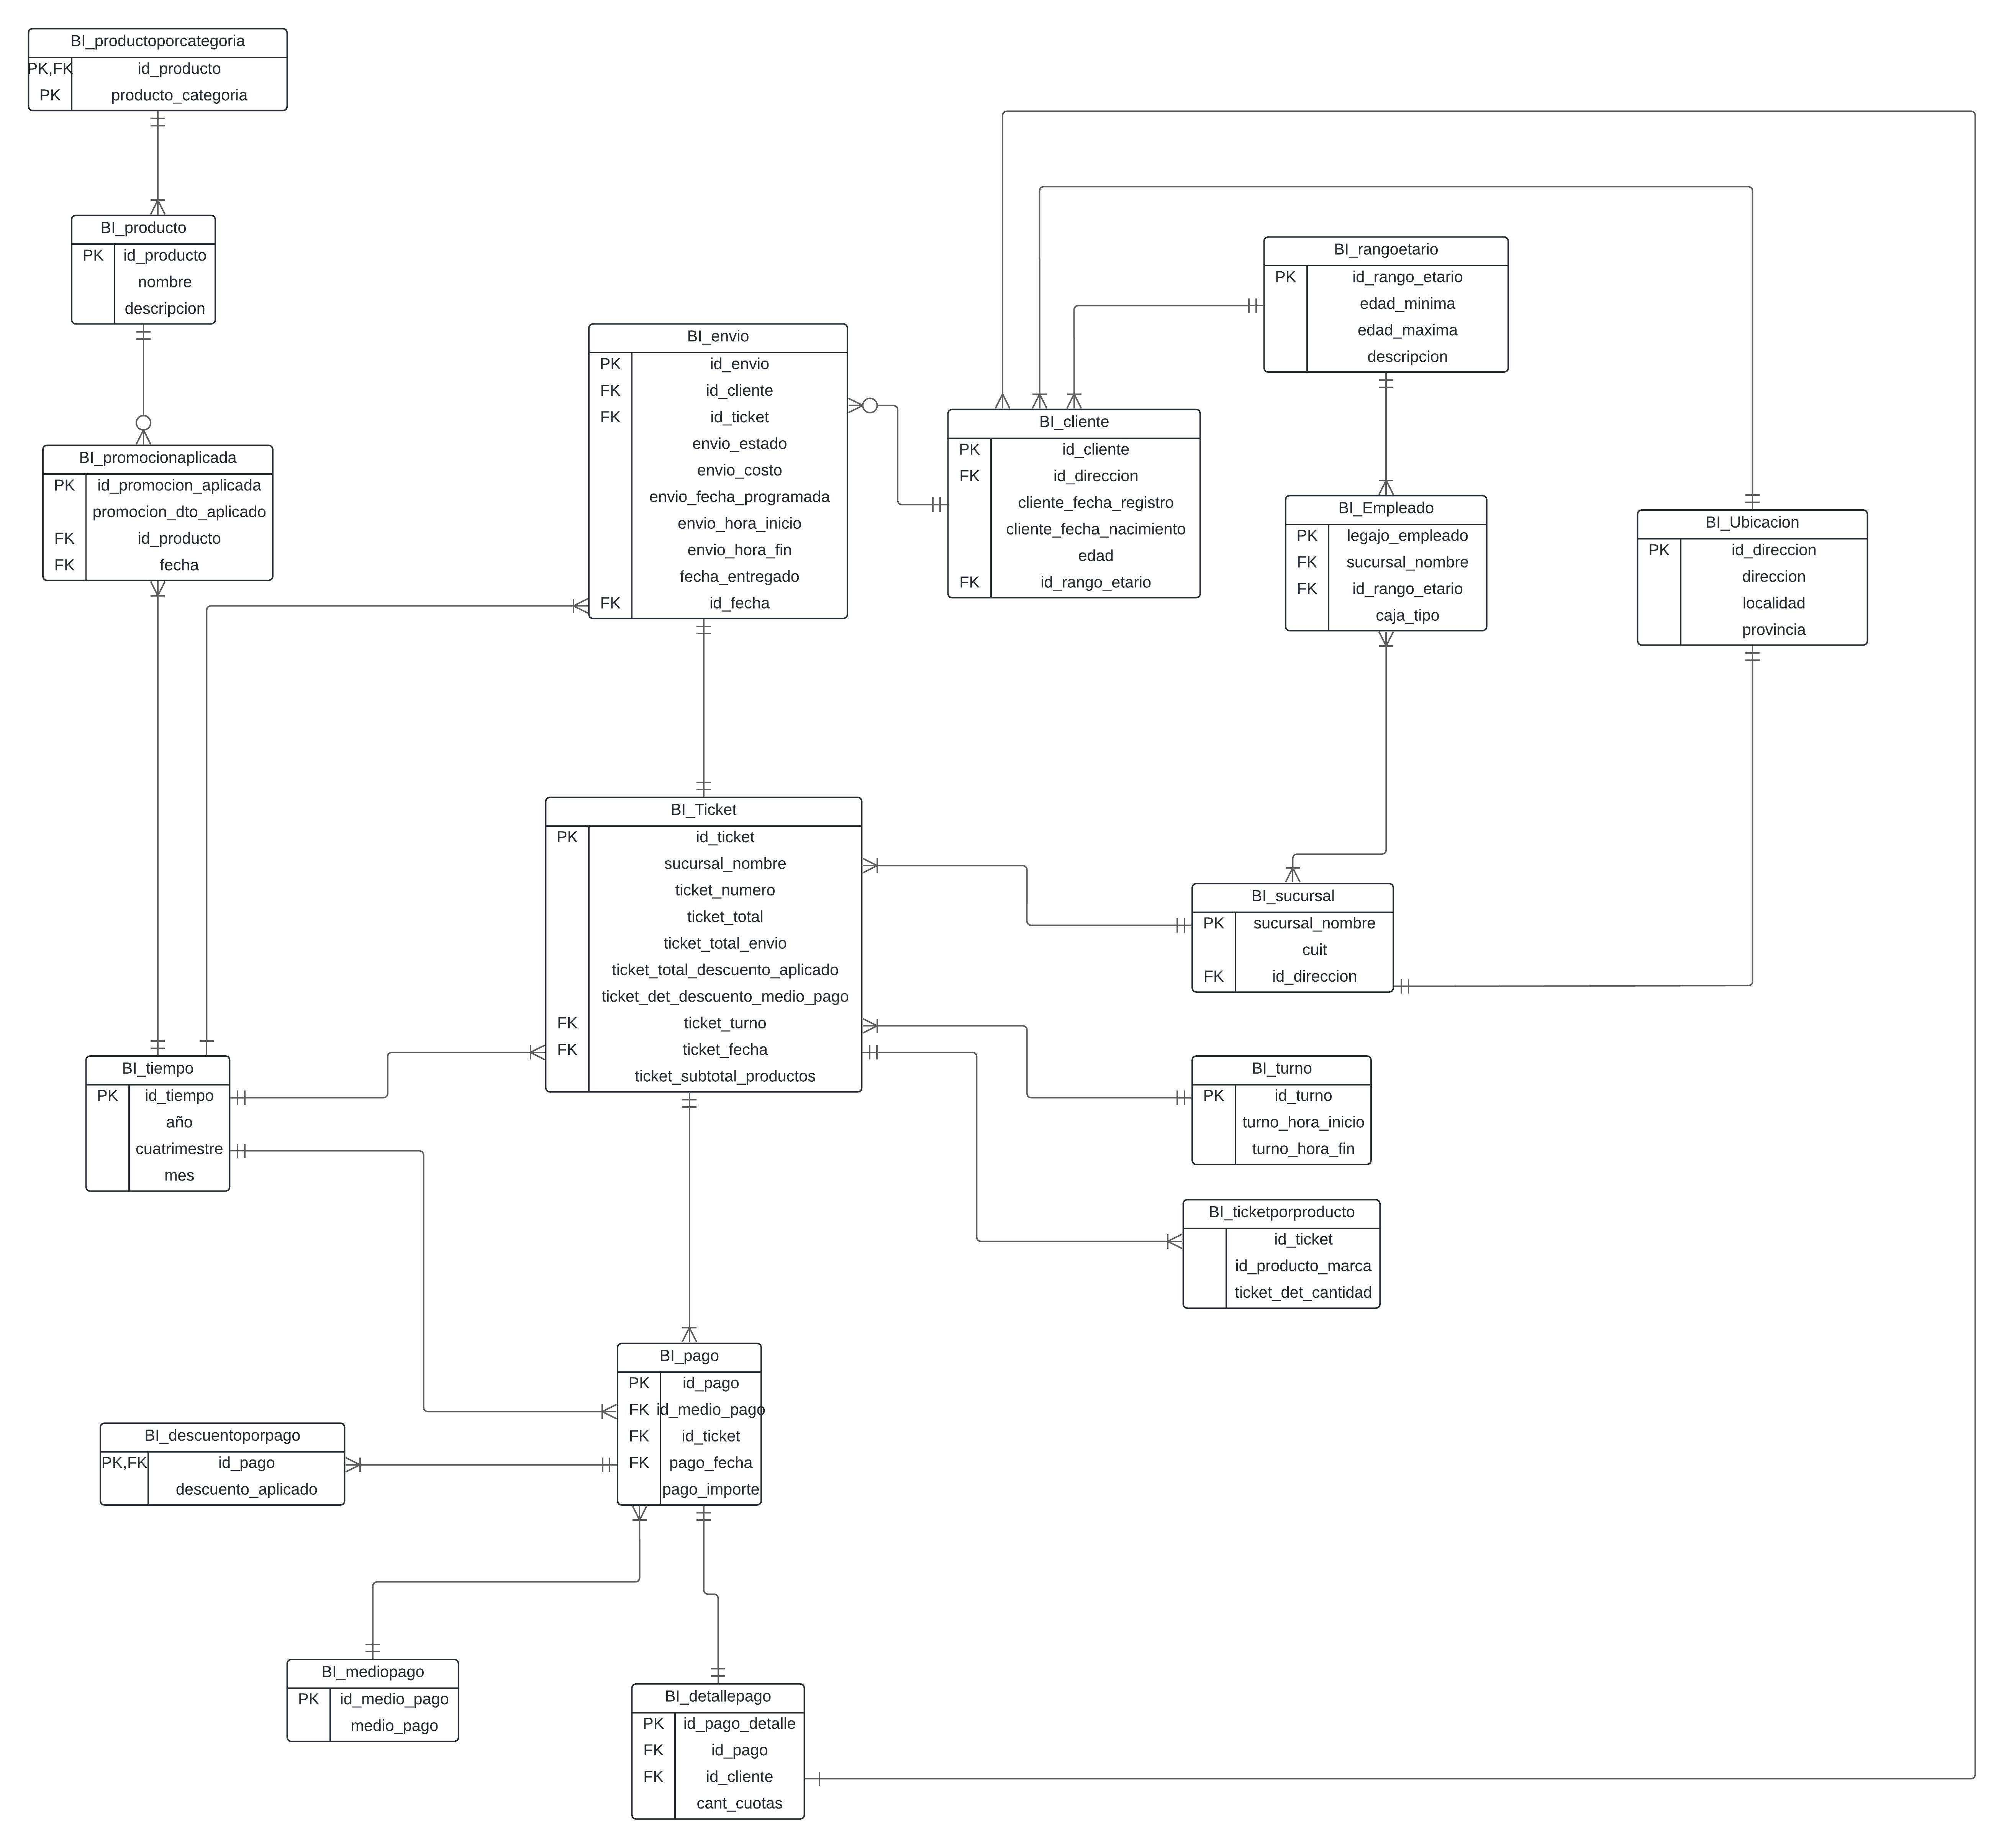 BI_productoporcategoria
PK,FK id_producto
PK producto_categoria
BI_producto
PK id_producto
nombre
descripcion
BI_promocionaplicada
PK id_promocion_aplicada
promocion_dto_aplicado
FK id_producto
FK fecha
BI_envio
PK id_envio
FK id_cliente
FK id_ticket
envio_estado
envio_costo
envio_fecha_programada
envio_hora_inicio
envio_hora_fin
fecha_entregado
FK id_fecha
BI_cliente
PK id_cliente
FK id_direccion
cliente_fecha_registro
cliente_fecha_nacimiento
edad
FK id_rango_etario
BI_rangoetario
PK id_rango_etario
edad_minima
edad_maxima
descripcion
BI_Empleado
PK legajo_empleado
FK sucursal_nombre
FK id_rango_etario
caja_tipo
BI_Ubicacion
PK id_direccion
direccion
localidad
provincia
BI_Ticket
PK id_ticket
sucursal_nombre
ticket_numero
ticket_total
ticket_total_envio
ticket_total_descuento_aplicado
ticket_det_descuento_medio_pago
FK ticket_turno
FK ticket_fecha
ticket_subtotal_productos
BI_sucursal
PK sucursal_nombre
cuit
FK id_direccion
BI_tiempo
PK id_tiempo
año
cuatrimestre
mes
BI_turno
PK id_turno
turno_hora_inicio
turno_hora_fin
BI_ticketporproducto
id_ticket
id_producto_marca
ticket_det_cantidad
BI_pago
PK id_pago
FK id_medio_pago
FK id_ticket
FK pago_fecha
pago_importe
BI_descuentoporpago
PK,FK id_pago
descuento_aplicado
BI_mediopago
PK id_medio_pago
medio_pago
BI_detallepago
PK id_pago_detalle
FK id_pago
FK id_cliente
cant_cuotas